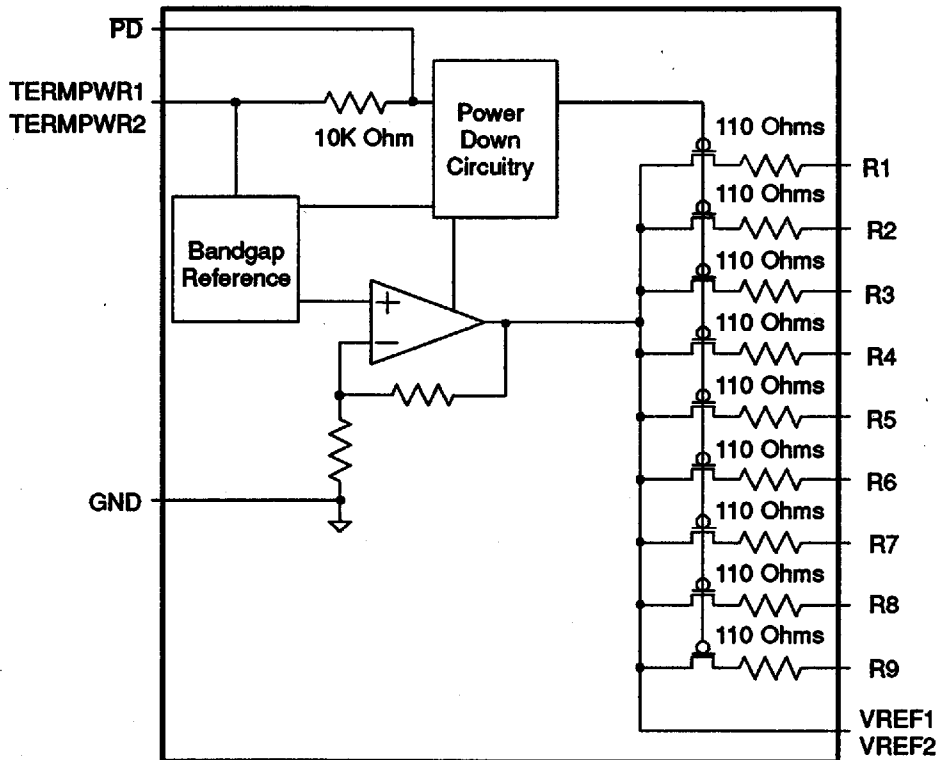 PD
TERMPWR1
TERMPWR2
10K Ohm
Power
Down
Circuitry
Bandgap
Reference
+
−
GND
110 Ohms
R1
110 Ohms
R2
110 Ohms
R3
110 Ohms
R4
110 Ohms
R5
110 Ohms
R6
110 Ohms
R7
110 Ohms
R8
110 Ohms
R9
VREF1
VREF2